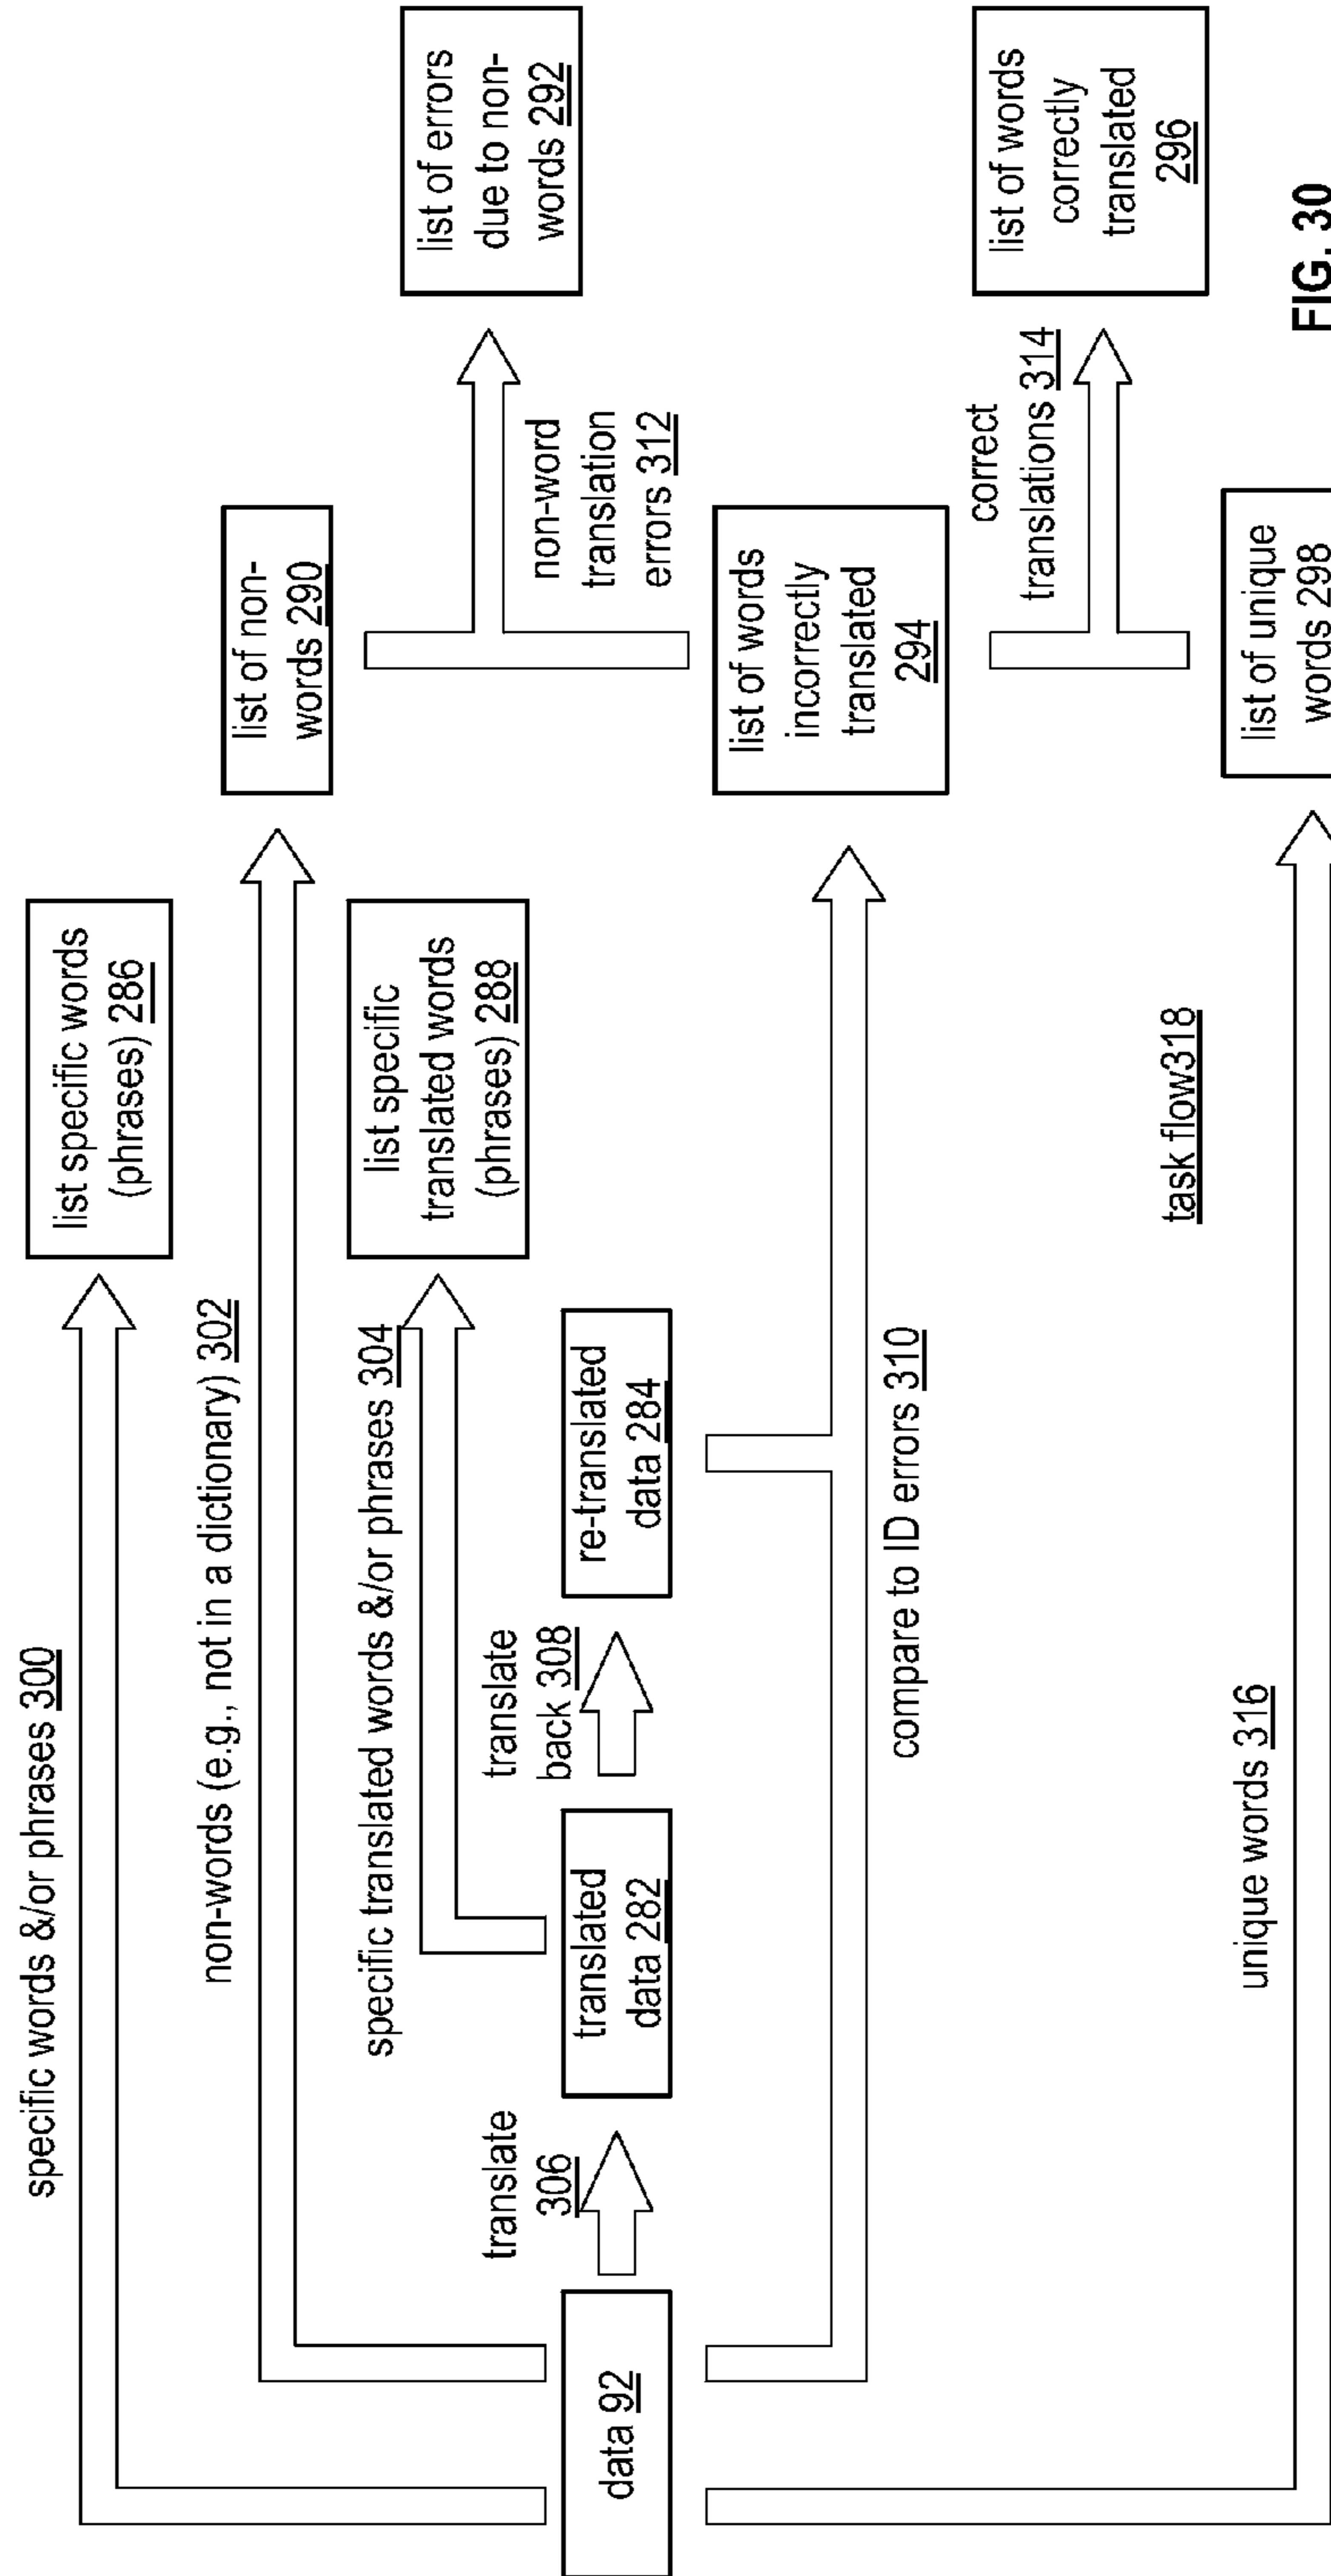 specific words &/or phrases 300
list specific words
(phrases) 286
non-words (e.g., not in a dictionary) 302
list of non-
words 290
specific translated words &/or phrases 304
list specific
translated words
(phrases) 288
list of errors
due to non-
words 292
non-word
translation
errors 312
data 92
translate
306
translated
data 282
translate
back 308
re-translated
data 284
compare to ID errors 310
list of words
incorrectly
translated
294
correct
translations 314
list of words
correctly
translated
296
unique words 316
task flow318
list of unique
words 298
FIG. 30